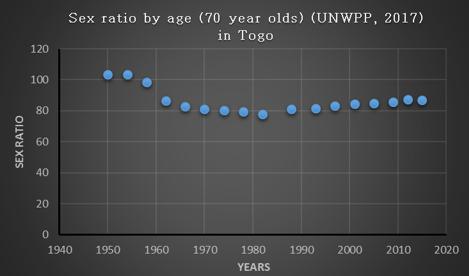 Sex ratio by age (70 year olds) (UNWPP, 2017)
in Togo
120
100
80
60
40
20
0
SEX RATIO
1940 1950 1960 1970 1980 1990 2000 2010 2020
YEARS